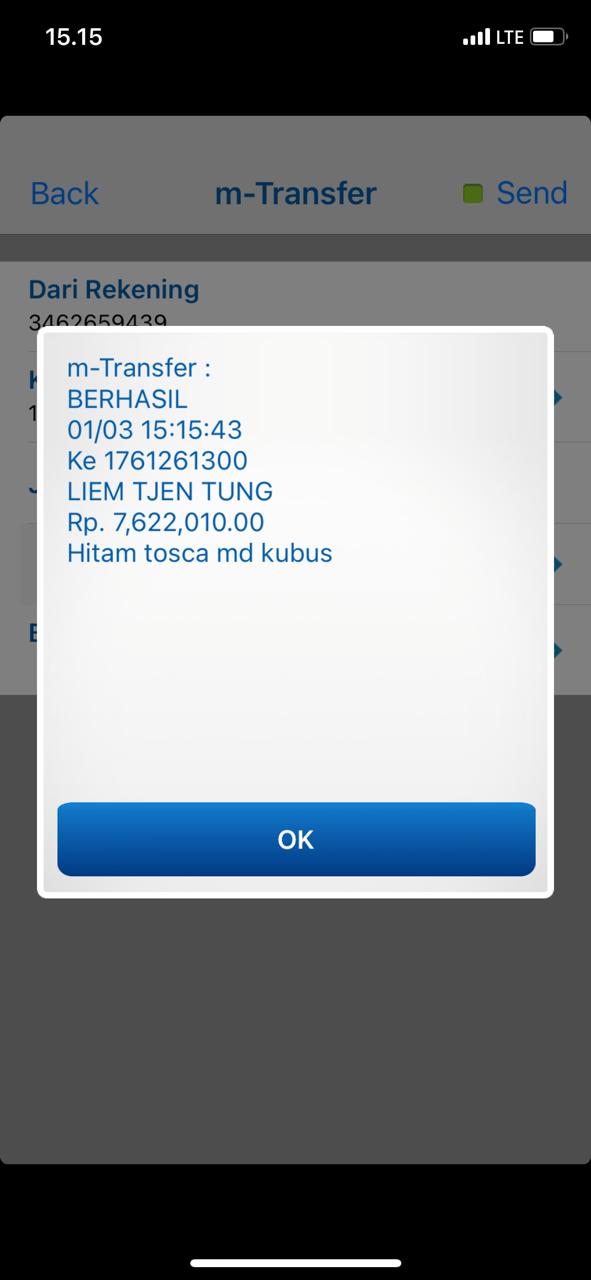 15.15
LTE
Back
m-Transfer
Send
Dari Rekening
3462659439
m-Transfer :
BERHASIL
01/03 15:15:43
Ke 1761261300
LIEM TJEN TUNG
Rp. 7,622,010.00
Hitam tosca md kubus
OK